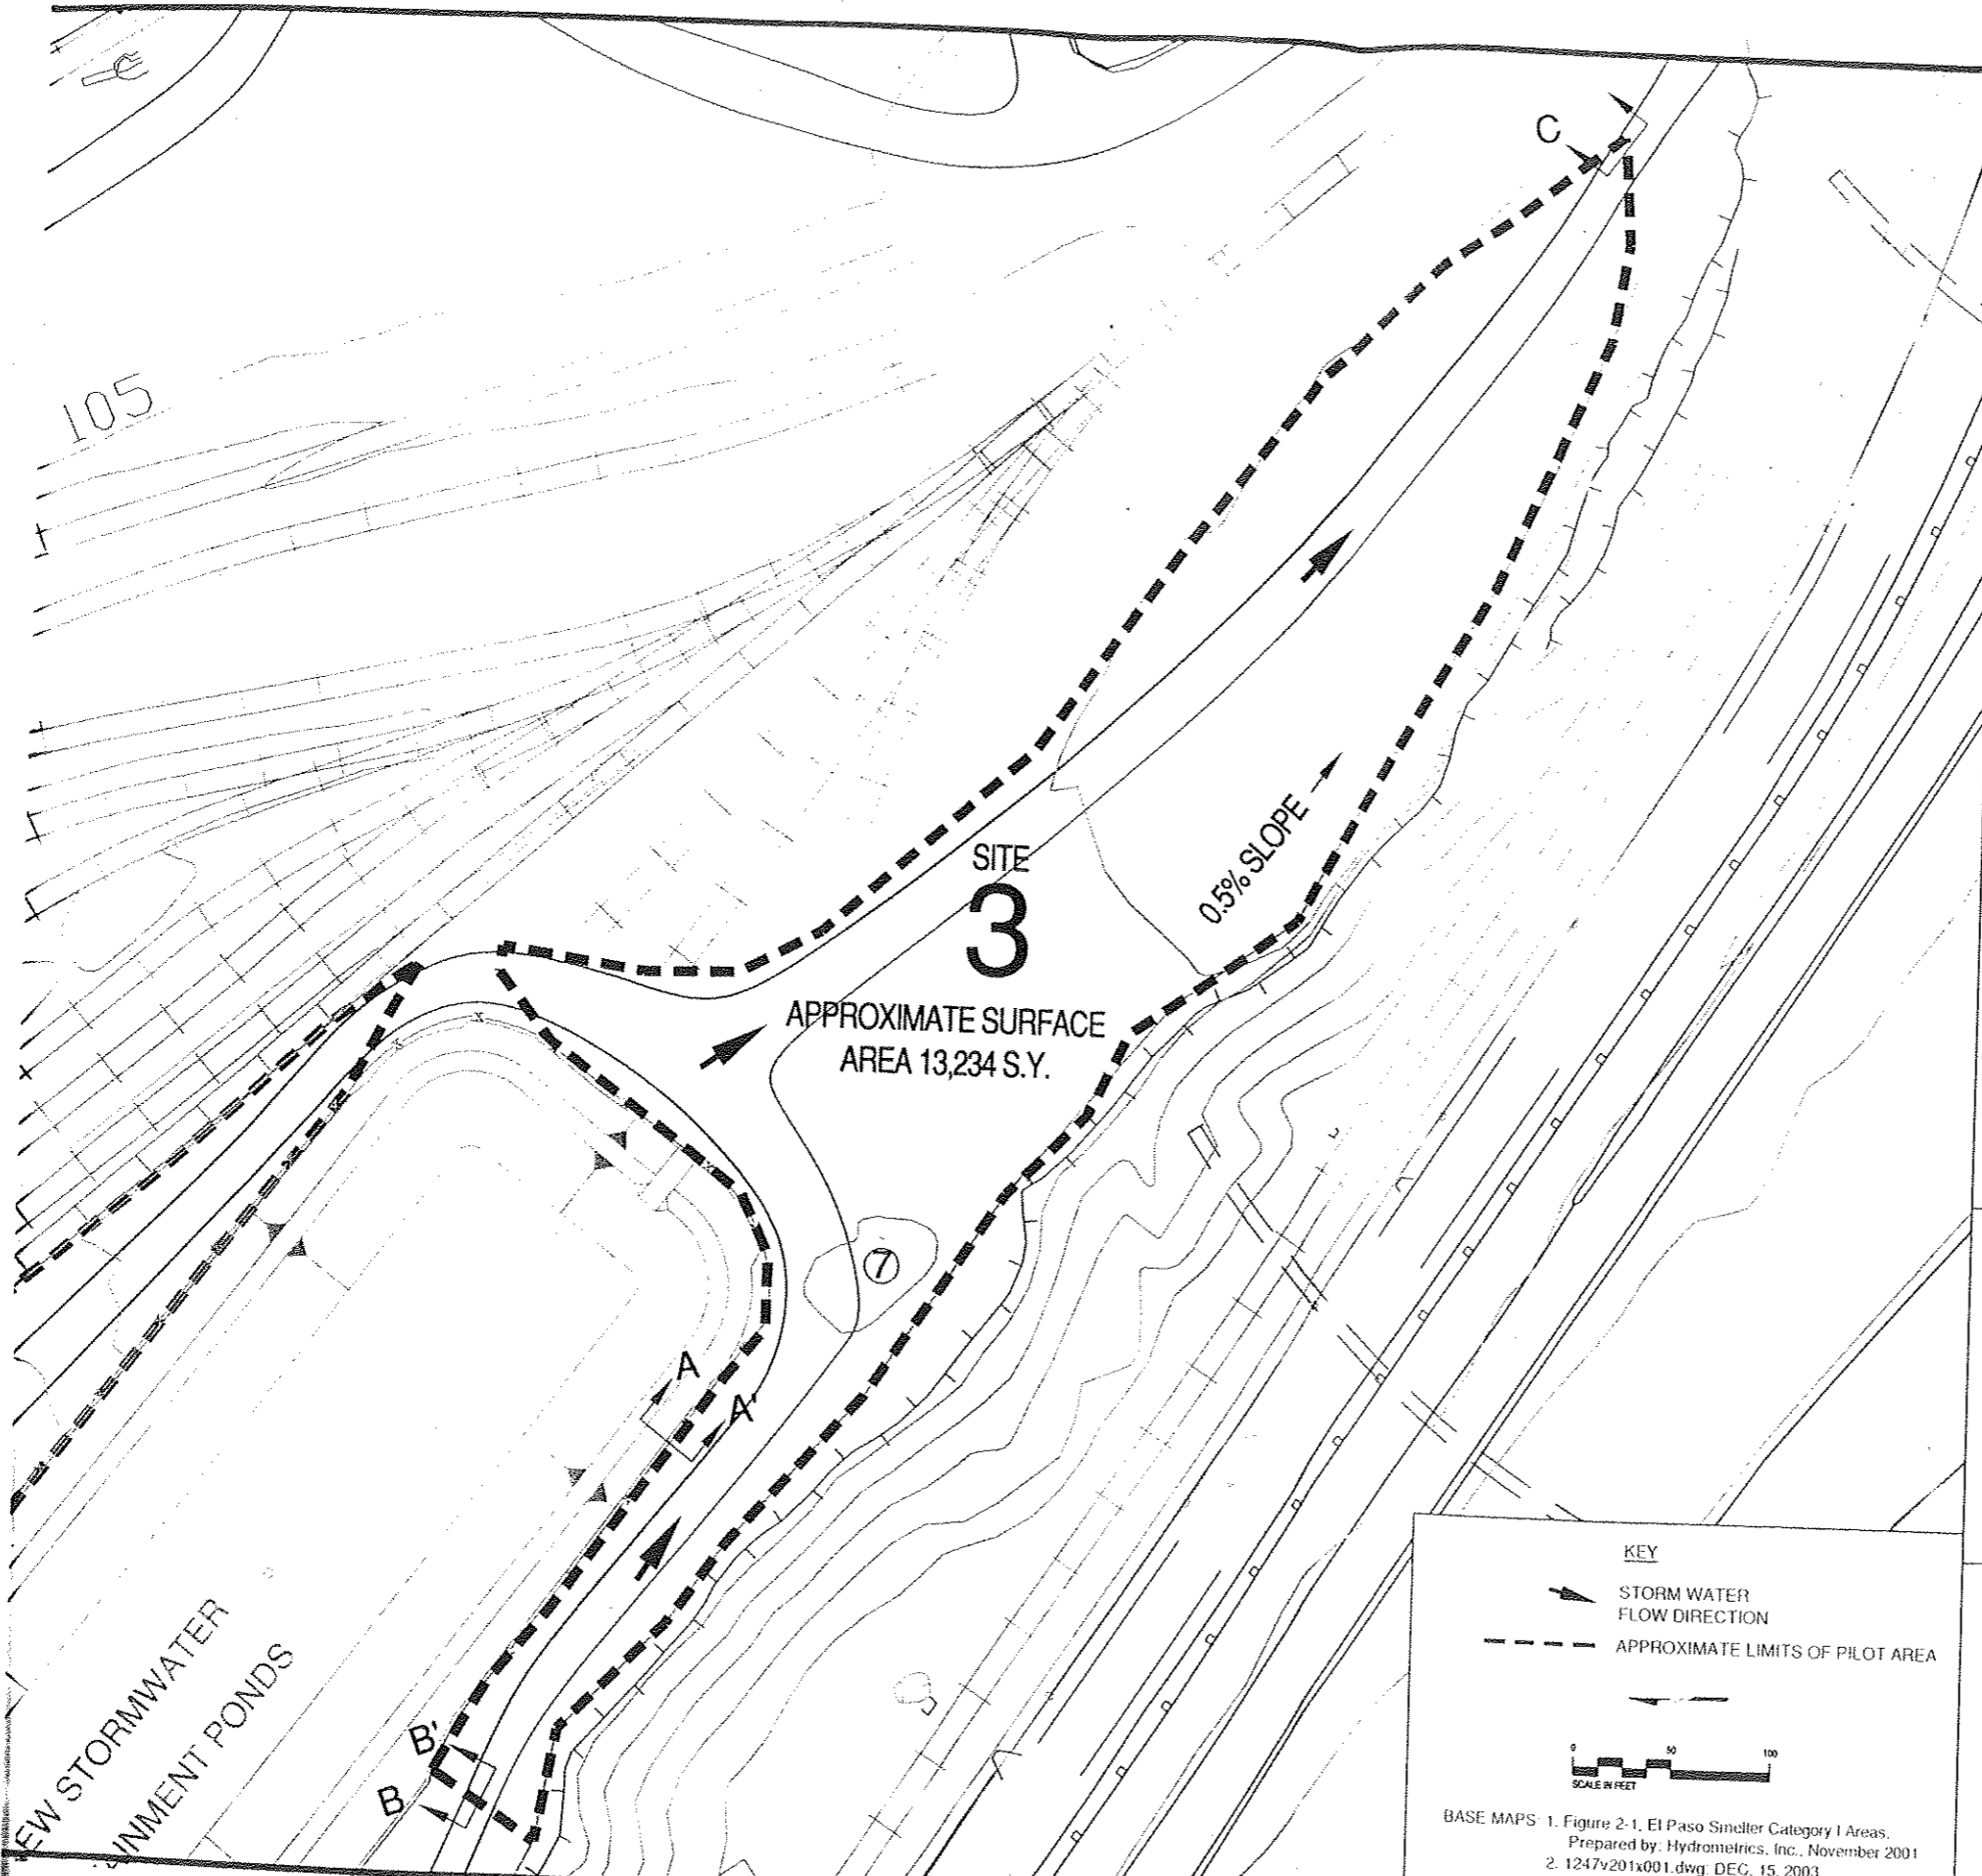 C
105
SITE
3
0.5% SLOPE
APPROXIMATE SURFACE
AREA 13,234 S.Y.
7
A
A'
B'
B
EW STORMWATER
INMENT PONDS
KEY
STORM WATER
FLOW DIRECTION
APPROXIMATE LIMITS OF PILOT AREA
0 50 100
SCALE IN FEET
BASE MAPS: 1. Figure 2-1, El Paso Smelter Category I Areas,
Prepared by: Hydrometrics, Inc., November 2001
2. 1247v201x001.dwg: DEC. 15, 2003